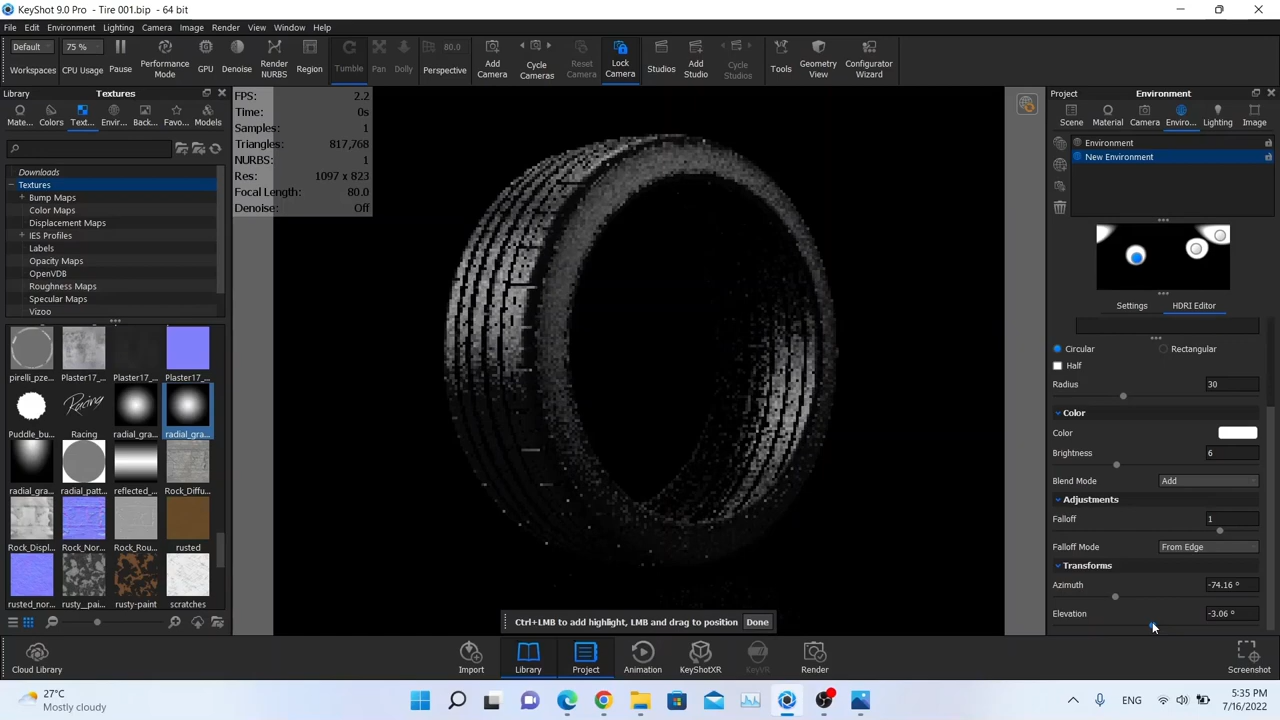 KeyShot 9.0 Pro  - Tire 001.bip  - 64 bit
File Edit Environment Lighting Camera Image Render View Window Help
Default 75 % 80.0
Workspaces CPU Usage Pause Performance Mode GPU Denoise Render NURBS Region Tumble Pan Dolly Perspective Add Camera Cycle Cameras Reset Camera Lock Camera Studios Add Studio Cycle Studios Tools Geometry View Configurator Wizard
Library Textures
Mate... Colors Text... Envir... Back... Favo... Models
Downloads
Textures
Bump Maps
Color Maps
Displacement Maps
IES Profiles
Labels
Opacity Maps
OpenVDB
Roughness Maps
Specular Maps
Vizoo
pirelli_pze... Plaster17_... Plaster17_... Plaster17_...
Puddle_bu... Racing radial_gra... radial_gra...
radial_gra... radial_patt... reflected_... Rock_Diffu...
Rock_Displ... Rock_Nor... Rock_Rou... rusted
rusted_nor... rusty__pai... rusty-paint scratches
FPS: 2.2
Time: 0s
Samples: 1
Triangles: 817,768
NURBS: 1
Res: 1097 x 823
Focal Length: 80.0
Denoise: Off
Ctrl+LMB to add highlight, LMB and drag to position Done
Project Environment
Scene Material Camera Enviro... Lighting Image
Environment
New Environment
Settings HDRI Editor
Circular Rectangular
Half
Radius 30
Color
Color
Brightness 6
Blend Mode Add
Adjustments
Falloff 1
Falloff Mode From Edge
Transforms
Azimuth -74.16 °
Elevation -3.06 °
Cloud Library Import Library Project Animation KeyShotXR KeyVR Render Screenshot
27°C
Mostly cloudy
ENG
5:35 PM
7/16/2022